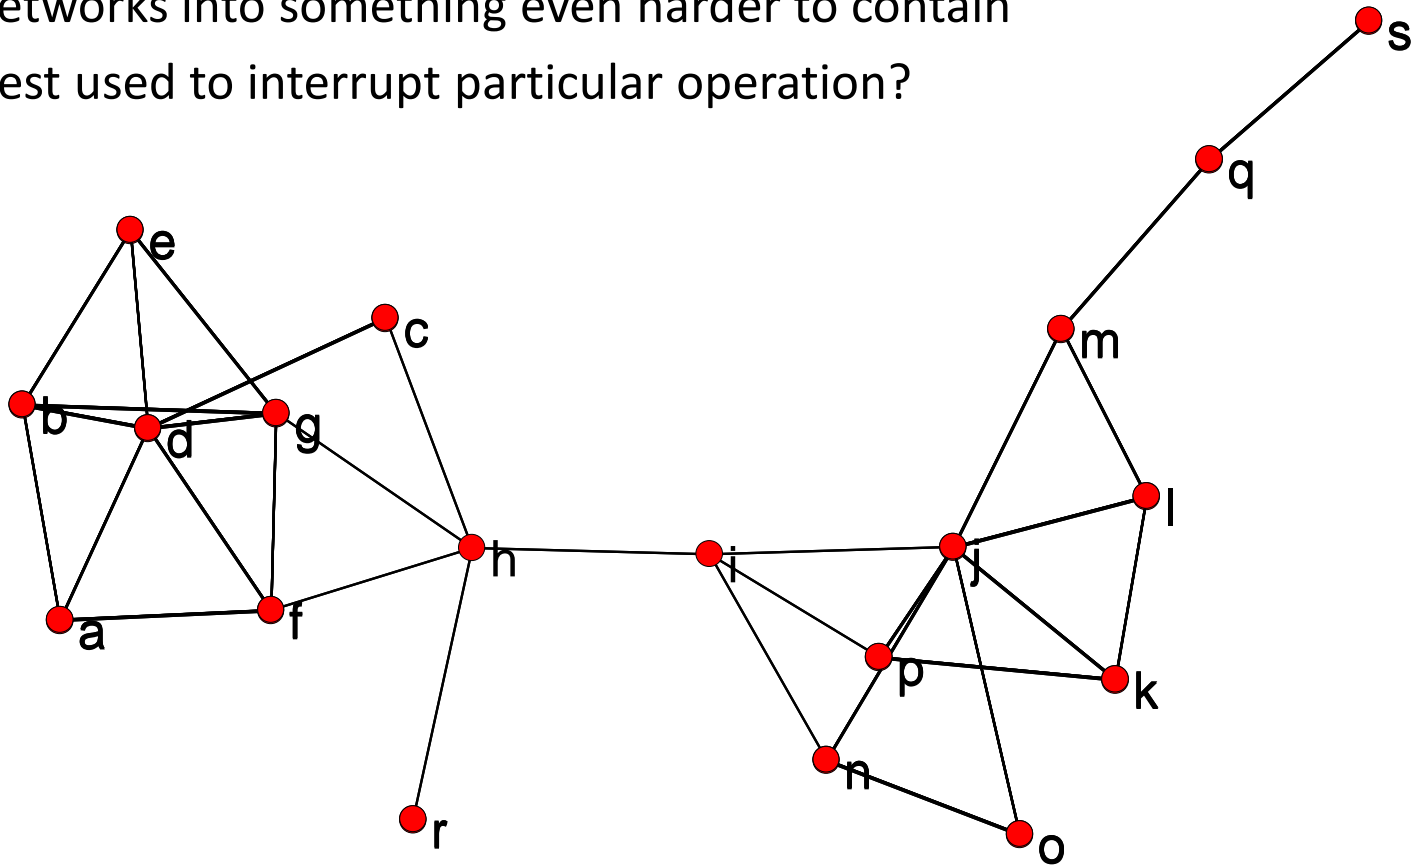 etworks into something even harder to contain
est used to interrupt particular operation?
s
q
e
c
m
b
d
g
l
h
i
j
a
f
p
k
n
r
o